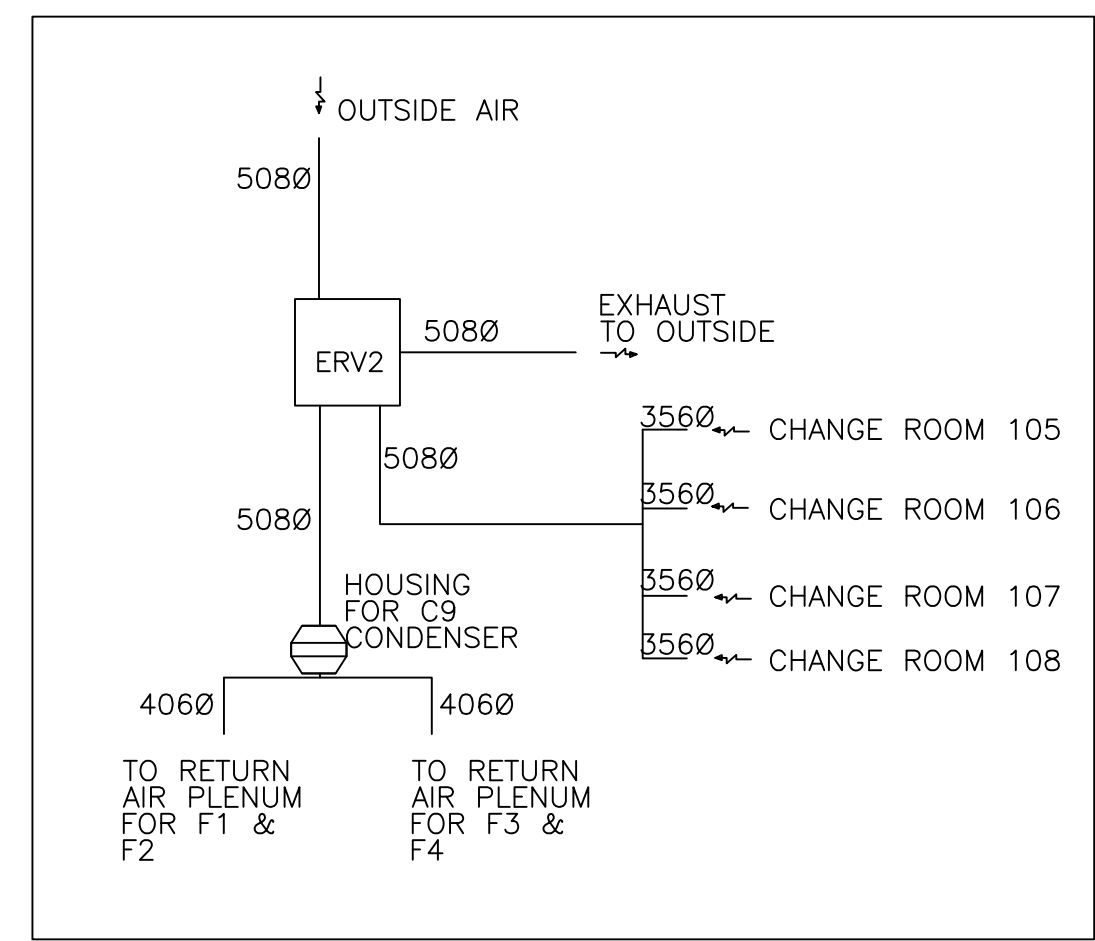 OUTSIDE AIR
508Ø
EXHAUST
TO OUTSIDE
508Ø
ERV2
356Ø
CHANGE ROOM 105
508Ø
356Ø
CHANGE ROOM 106
508Ø
356Ø
CHANGE ROOM 107
HOUSING
FOR C9
CONDENSER
356Ø
CHANGE ROOM 108
406Ø
406Ø
TO RETURN
AIR PLENUM
FOR F1 &
F2
TO RETURN
AIR PLENUM
FOR F3 &
F4